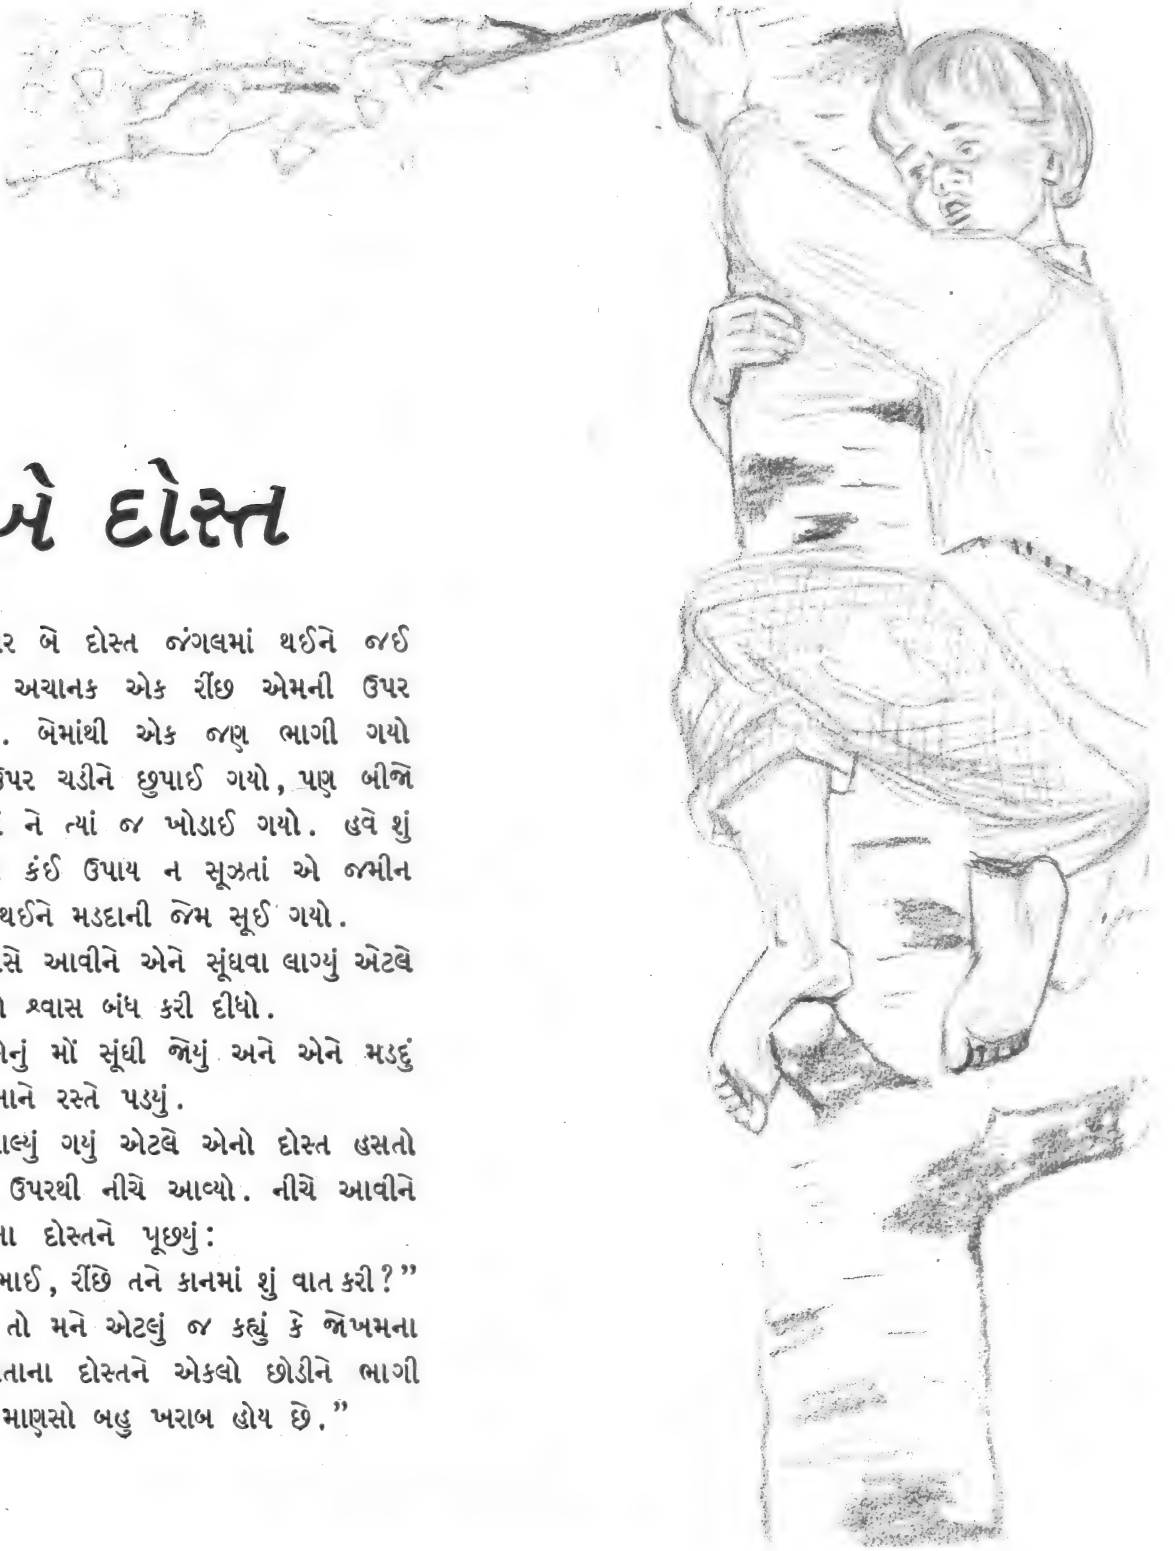 બે દોસ્ત
બે દોસ્ત જંગલમાં થઈને જઈ
અચાનક એક રીંછ એમની ઉપર
. બેમાંથી એક જણ ભાગી ગયો
ચડીને છુપાઈ ગયો, પણ બીજો
ને ત્યાં જ ખોડાઈ ગયો. હવે શું
કંઈ ઉપાય ન સૂઝતાં એ જમીન
થઈને મડદાની જેમ સૂઈ ગયો.
આવીને એને સૂંઘવા લાગ્યું એટલે
શ્વાસ બંધ કરી દીધો.
મોં સૂંઘી જોયું અને એને મડદું
રસ્તે પડ્યું.
ગયું એટલે એનો દોસ્ત હસતો
ઉપરથી નીચે આવ્યો. નીચે આવીને
દોસ્તને પૂછયું:
રીંછે તને કાનમાં શું વાત કરી?”
તો મને એટલું જ કહ્યું કે જોખમના
દોસ્તને એકલો છોડીને ભાગી
માણસો બહુ ખરાબ હોય છે.”